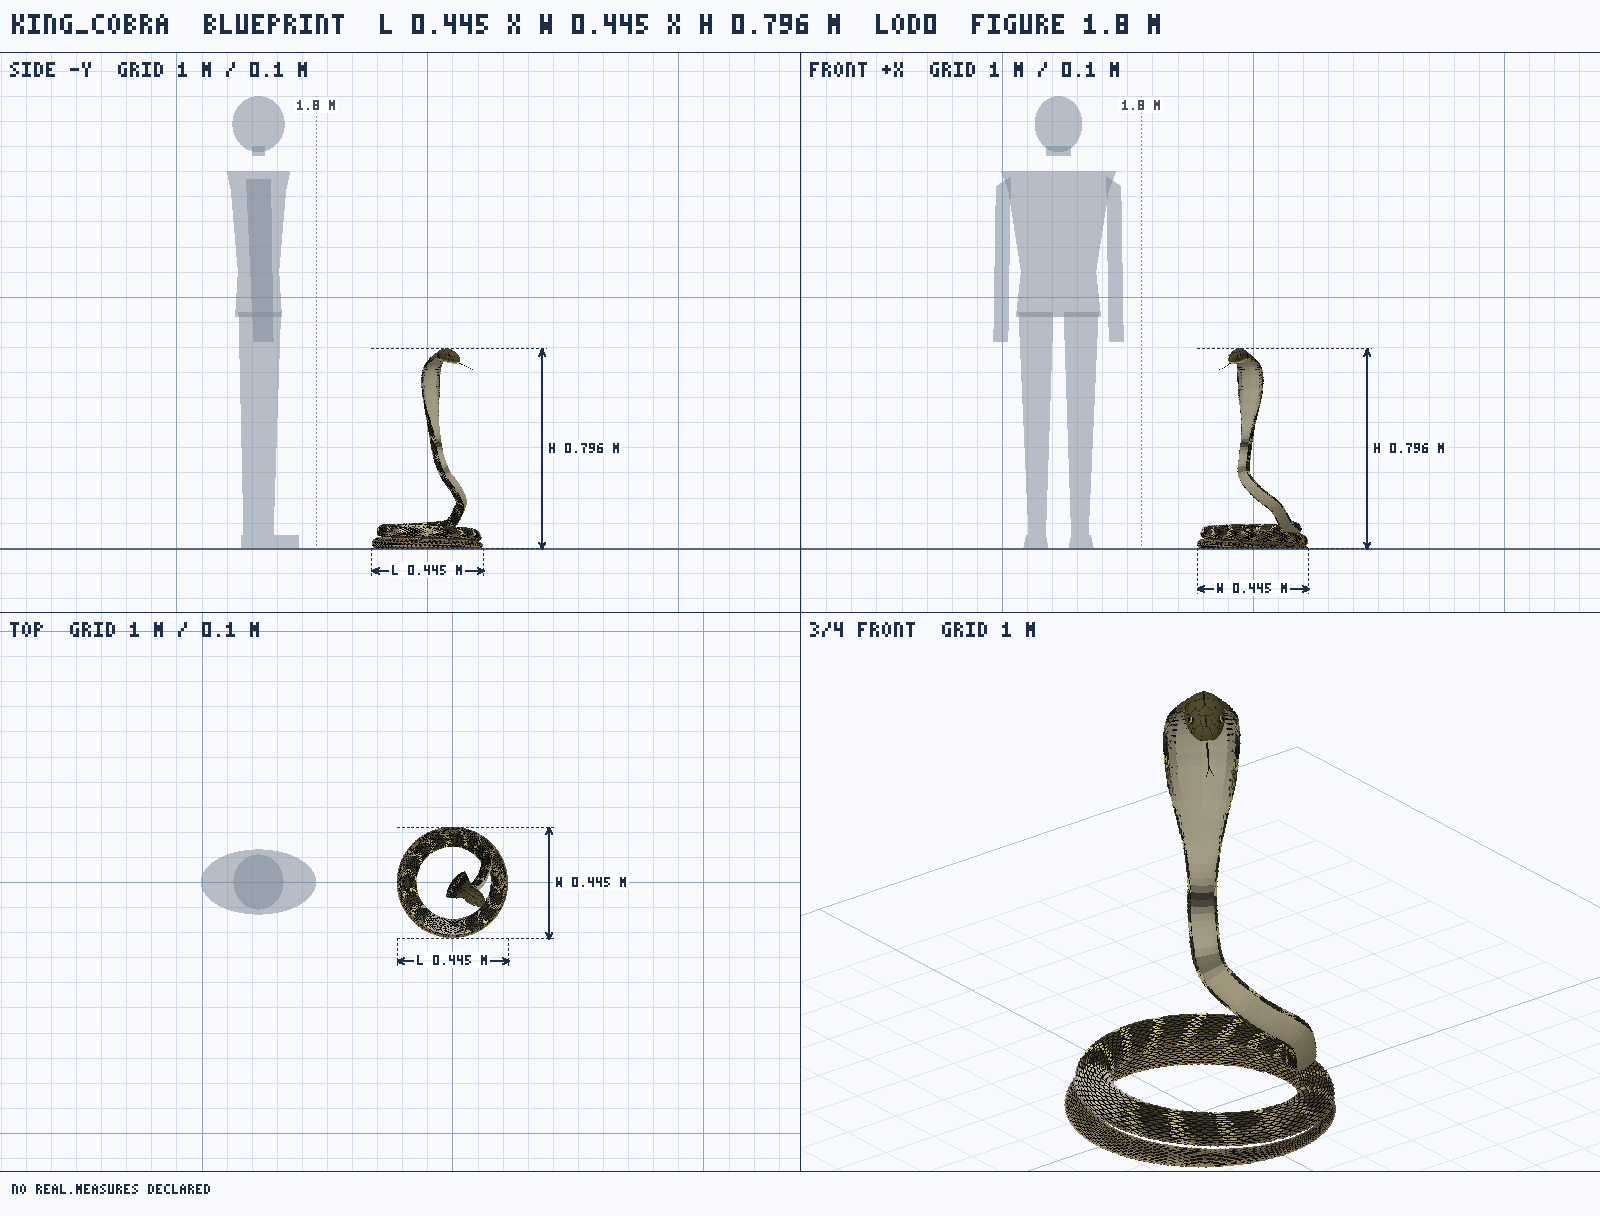 KING_COBRA BLUEPRINT L 0.445 X W 0.445 X H 0.796 M LOD0 FIGURE 1.8 M
SIDE -Y GRID 1 M / 0.1 M
1.8 M
H 0.796 M
L 0.445 M
FRONT +X GRID 1 M / 0.1 M
1.8 M
H 0.796 M
W 0.445 M
TOP GRID 1 M / 0.1 M
W 0.445 M
L 0.445 M
3/4 FRONT GRID 1 M
NO REAL.MEASURES DECLARED